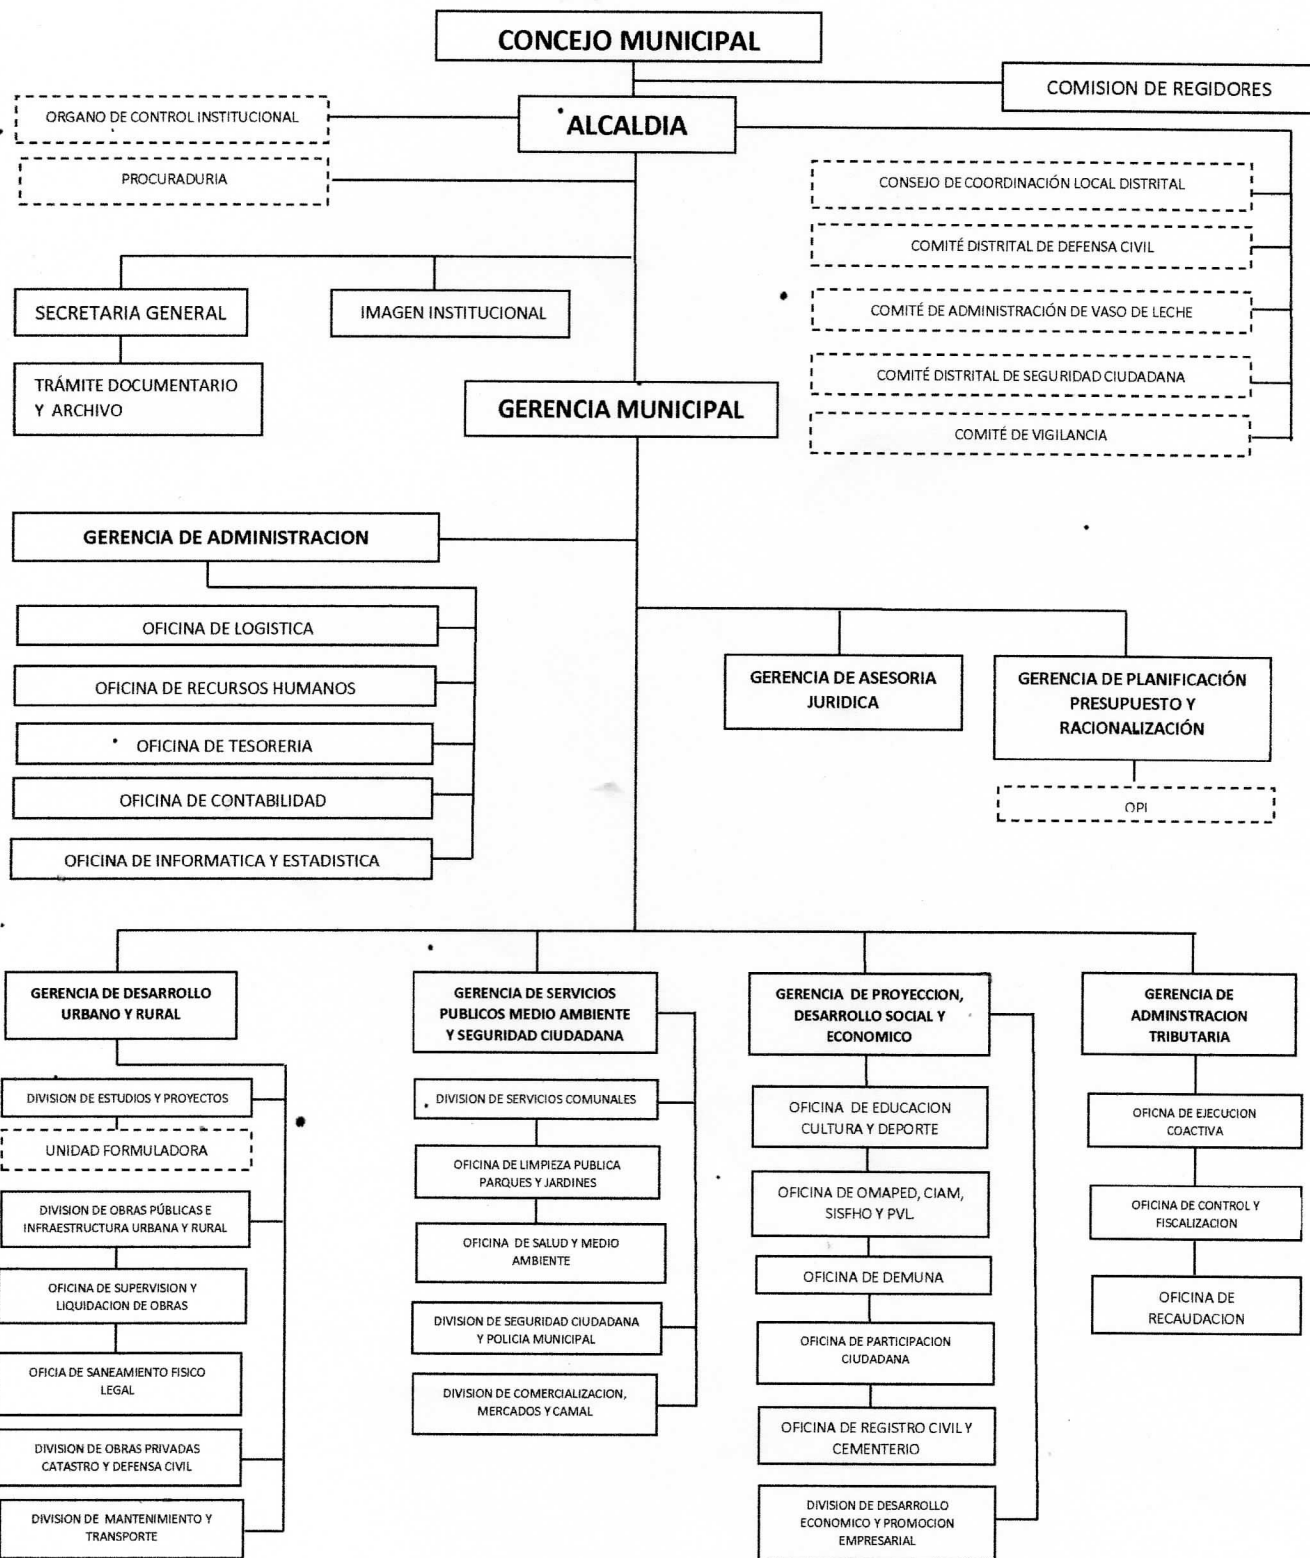 CONCEJO MUNICIPAL
COMISION DE REGIDORES
ORGANO DE CONTROL INSTITUCIONAL
ALCALDIA
PROCURADURIA
CONSEJO DE COORDINACIÓN LOCAL DISTRITAL
COMITÉ DISTRITAL DE DEFENSA CIVIL
COMITÉ DE ADMINISTRACIÓN DE VASO DE LECHE
COMITÉ DISTRITAL DE SEGURIDAD CIUDADANA
COMITÉ DE VIGILANCIA
SECRETARIA GENERAL
IMAGEN INSTITUCIONAL
TRÁMITE DOCUMENTARIO
Y ARCHIVO
GERENCIA MUNICIPAL
GERENCIA DE ADMINISTRACION
OFICINA DE LOGISTICA
OFICINA DE RECURSOS HUMANOS
OFICINA DE TESORERIA
OFICINA DE CONTABILIDAD
OFICINA DE INFORMATICA Y ESTADISTICA
GERENCIA DE ASESORIA
JURIDICA
GERENCIA DE PLANIFICACIÓN
PRESUPUESTO Y
RACIONALIZACIÓN
OPI
GERENCIA DE DESARROLLO
URBANO Y RURAL
DIVISION DE ESTUDIOS Y PROYECTOS
UNIDAD FORMULADORA
DIVISION DE OBRAS PÚBLICAS E
INFRAESTRUCTURA URBANA Y RURAL
OFICINA DE SUPERVISION Y
LIQUIDACION DE OBRAS
OFICIA DE SANEAMIENTO FISICO
LEGAL
DIVISION DE OBRAS PRIVADAS
CATASTRO Y DEFENSA CIVIL
DIVISION DE MANTENIMIENTO Y
TRANSPORTE
GERENCIA DE SERVICIOS
PUBLICOS MEDIO AMBIENTE
Y SEGURIDAD CIUDADANA
DIVISION DE SERVICIOS COMUNALES
OFICINA DE LIMPIEZA PUBLICA
PARQUES Y JARDINES
OFICINA DE SALUD Y MEDIO
AMBIENTE
DIVISION DE SEGURIDAD CIUDADANA
Y POLICIA MUNICIPAL
DIVISION DE COMERCIALIZACION,
MERCADOS Y CAMAL
GERENCIA DE PROYECCION,
DESARROLLO SOCIAL Y
ECONOMICO
OFICINA DE EDUCACION
CULTURA Y DEPORTE
OFICINA DE OMAPED, CIAM,
SISFHO Y PVL.
OFICINA DE DEMUNA
OFICINA DE PARTICIPACION
CIUDADANA
OFICINA DE REGISTRO CIVIL Y
CEMENTERIO
DIVISION DE DESARROLLO
ECONOMICO Y PROMOCION
EMPRESARIAL
GERENCIA DE
ADMINSTRACION
TRIBUTARIA
OFICNA DE EJECUCION
COACTIVA
OFICINA DE CONTROL Y
FISCALIZACION
OFICINA DE
RECAUDACION